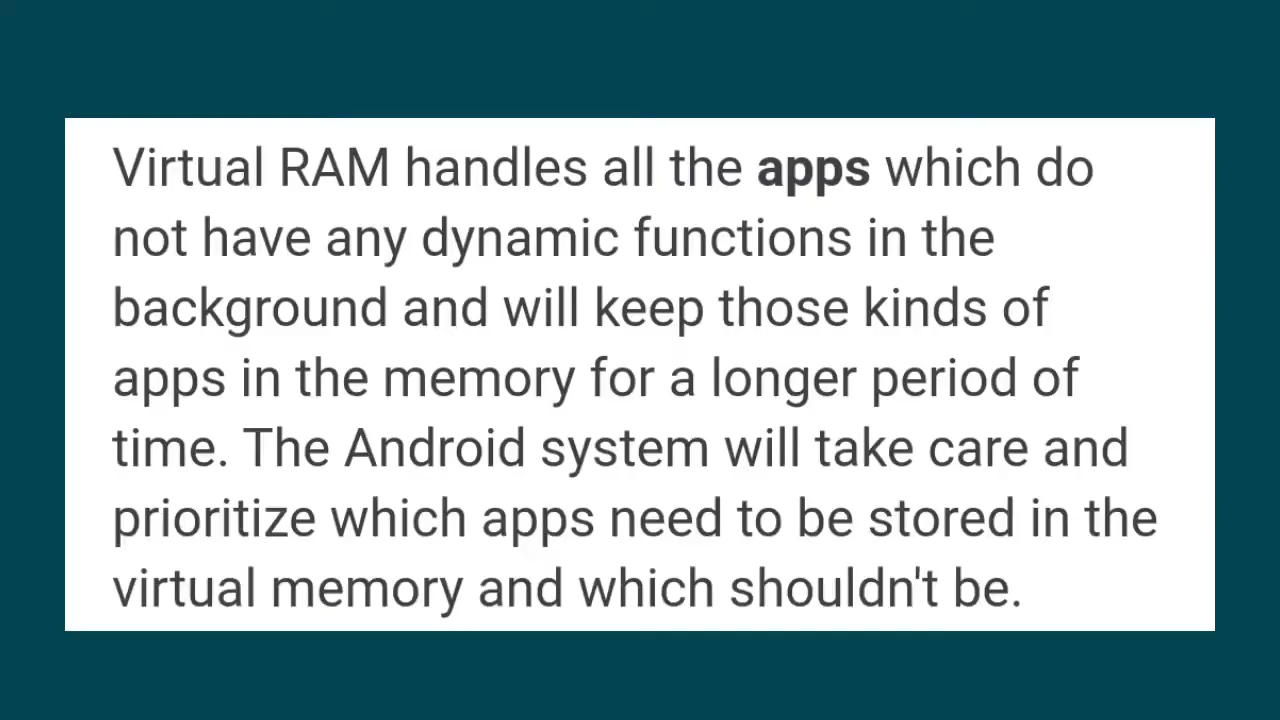 Virtual RAM handles all the apps which do
not have any dynamic functions in the
background and will keep those kinds of
apps in the memory for a longer period of
time. The Android system will take care and
prioritize which apps need to be stored in the
virtual memory and which shouldn't be.